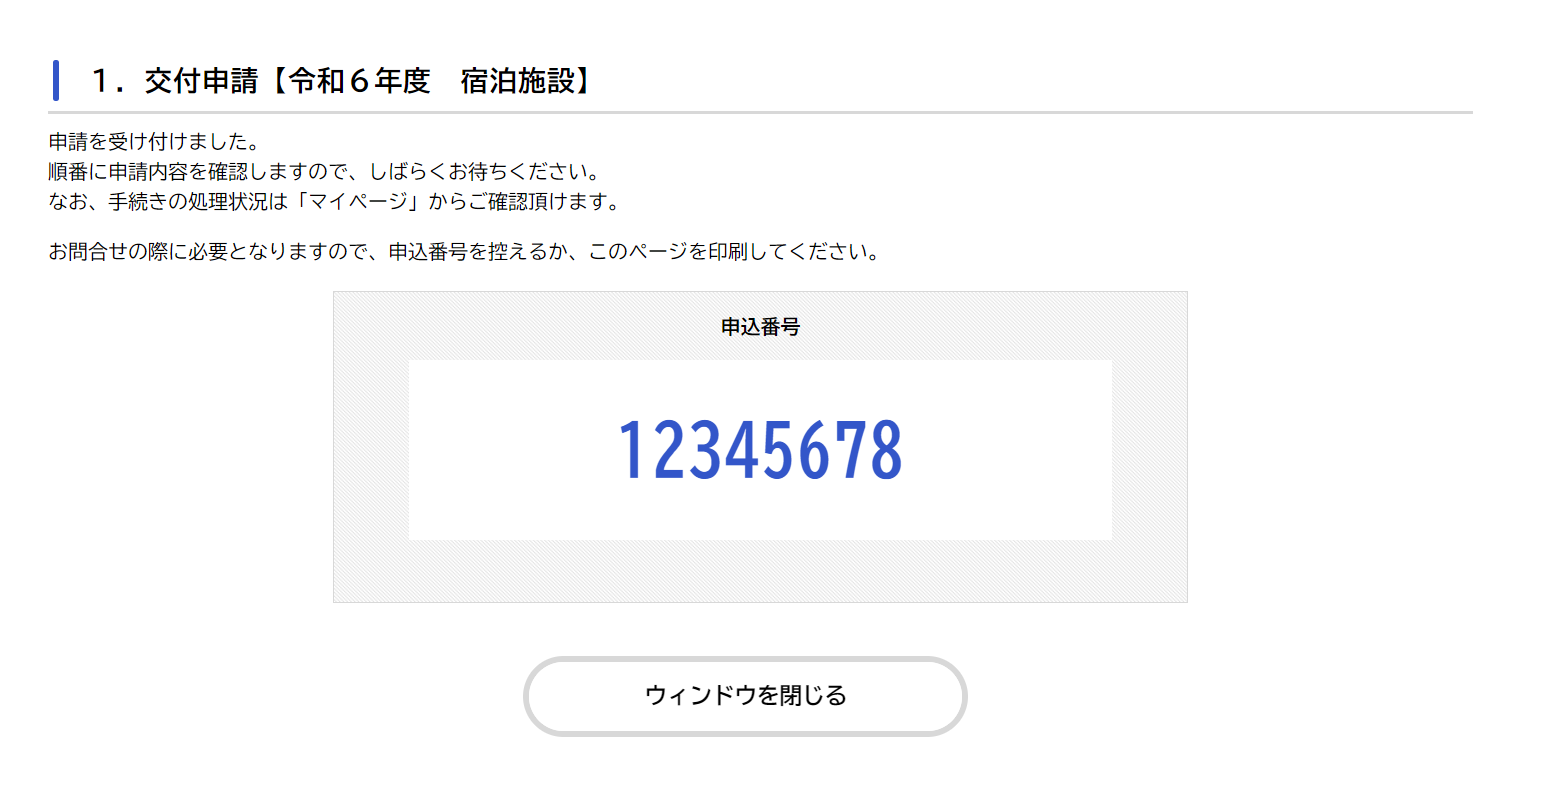 １．交付申請【令和６年度　宿泊施設】
申請を受け付けました。
順番に申請内容を確認しますので、しばらくお待ちください。
なお、手続きの処理状況は「マイページ」からご確認頂けます。
お問合せの際に必要となりますので、申込番号を控えるか、このページを印刷してください。
申込番号
12345678
ウィンドウを閉じる